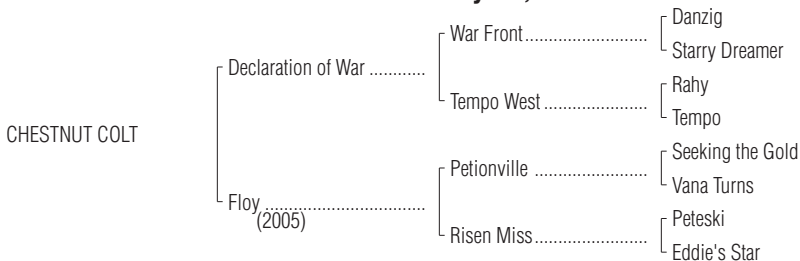 Danzig
War Front
Starry Dreamer
Declaration of War
Rahy
Tempo West
Tempo
CHESTNUT COLT
Seeking the Gold
Petionville
Vana Turns
Floy
(2005)
Peteski
Risen Miss
Eddie's Star